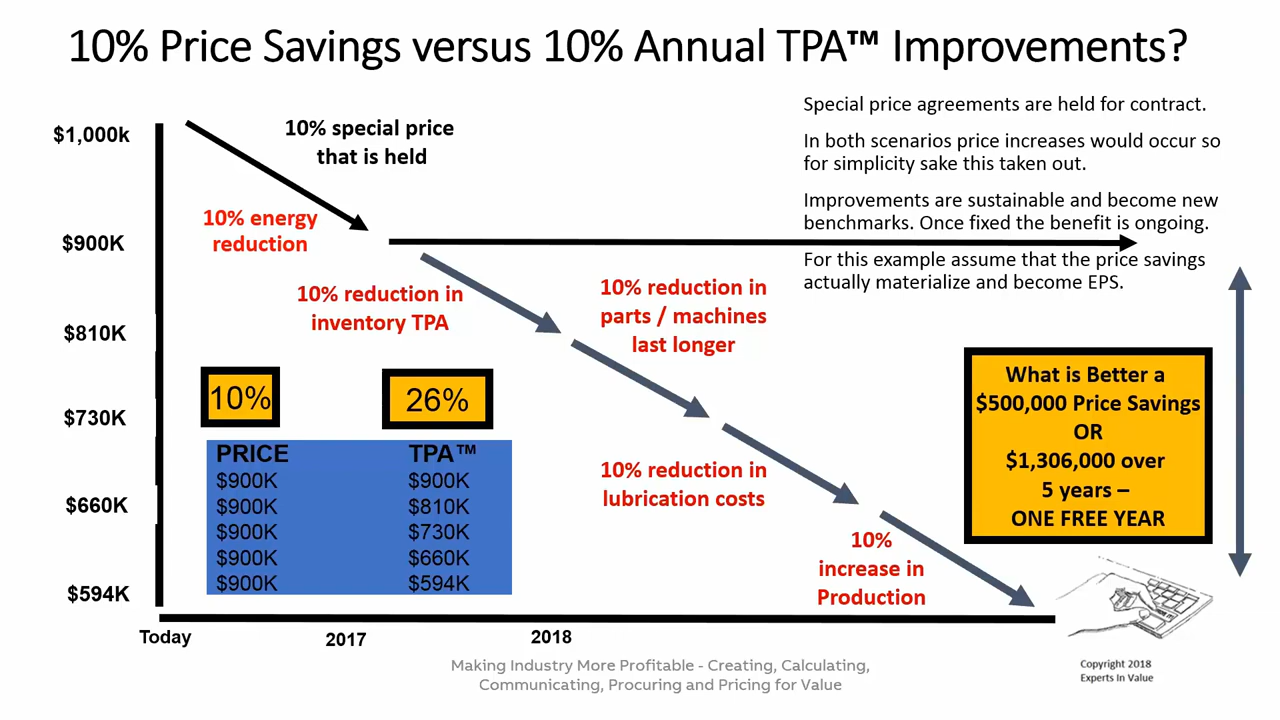 10% Price Savings versus 10% Annual TPA™ Improvements?
Special price agreements are held for contract.
In both scenarios price increases would occur so
for simplicity sake this taken out.
Improvements are sustainable and become new
benchmarks. Once fixed the benefit is ongoing.
For this example assume that the price savings
actually materialize and become EPS.
$1,000k
$900K
$810K
$730K
$660K
$594K
10% special price
that is held
10% energy
reduction
10% reduction in
inventory TPA
10% reduction in
parts / machines
last longer
10% reduction in
lubrication costs
10%
increase in
Production
10%
26%
PRICE TPA™
$900K $900K
$900K $810K
$900K $730K
$900K $660K
$900K $594K
What is Better a
$500,000 Price Savings
OR
$1,306,000 over
5 years –
ONE FREE YEAR
Today 2017 2018
Making Industry More Profitable - Creating, Calculating,
Communicating, Procuring and Pricing for Value
Copyright 2018
Experts In Value